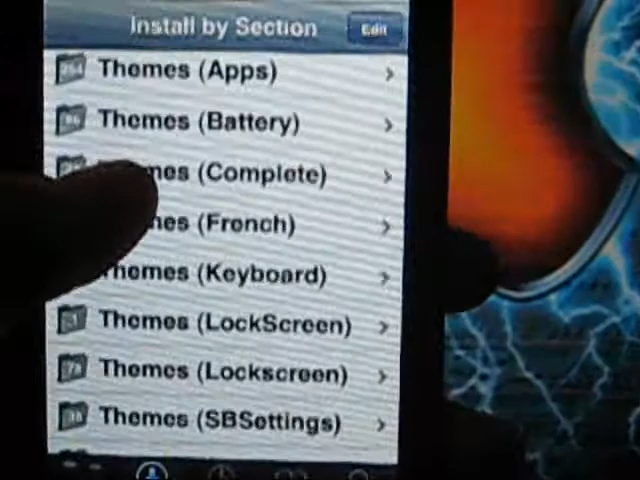 Install by Section
Edit
Themes (Apps)
Themes (Battery)
mes (Complete)
mes (French)
Themes (Keyboard)
Themes (LockScreen)
Themes (Lockscreen)
Themes (SBSettings)